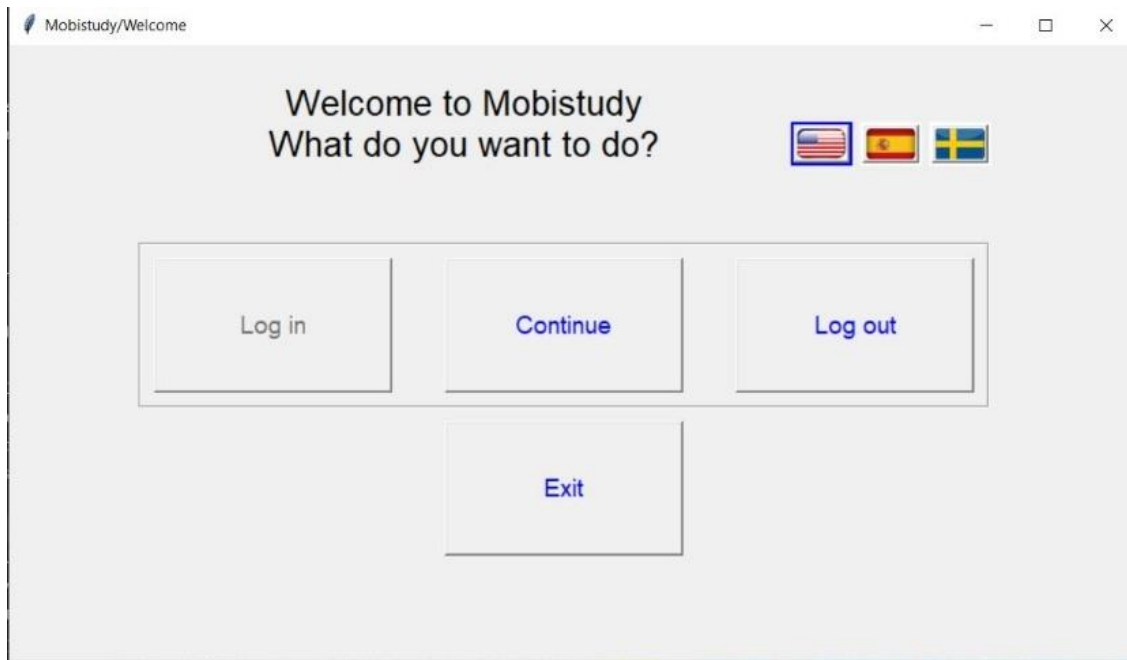 Mobistudy/Welcome
Welcome to Mobistudy
What do you want to do?
Log in
Continue
Log out
Exit